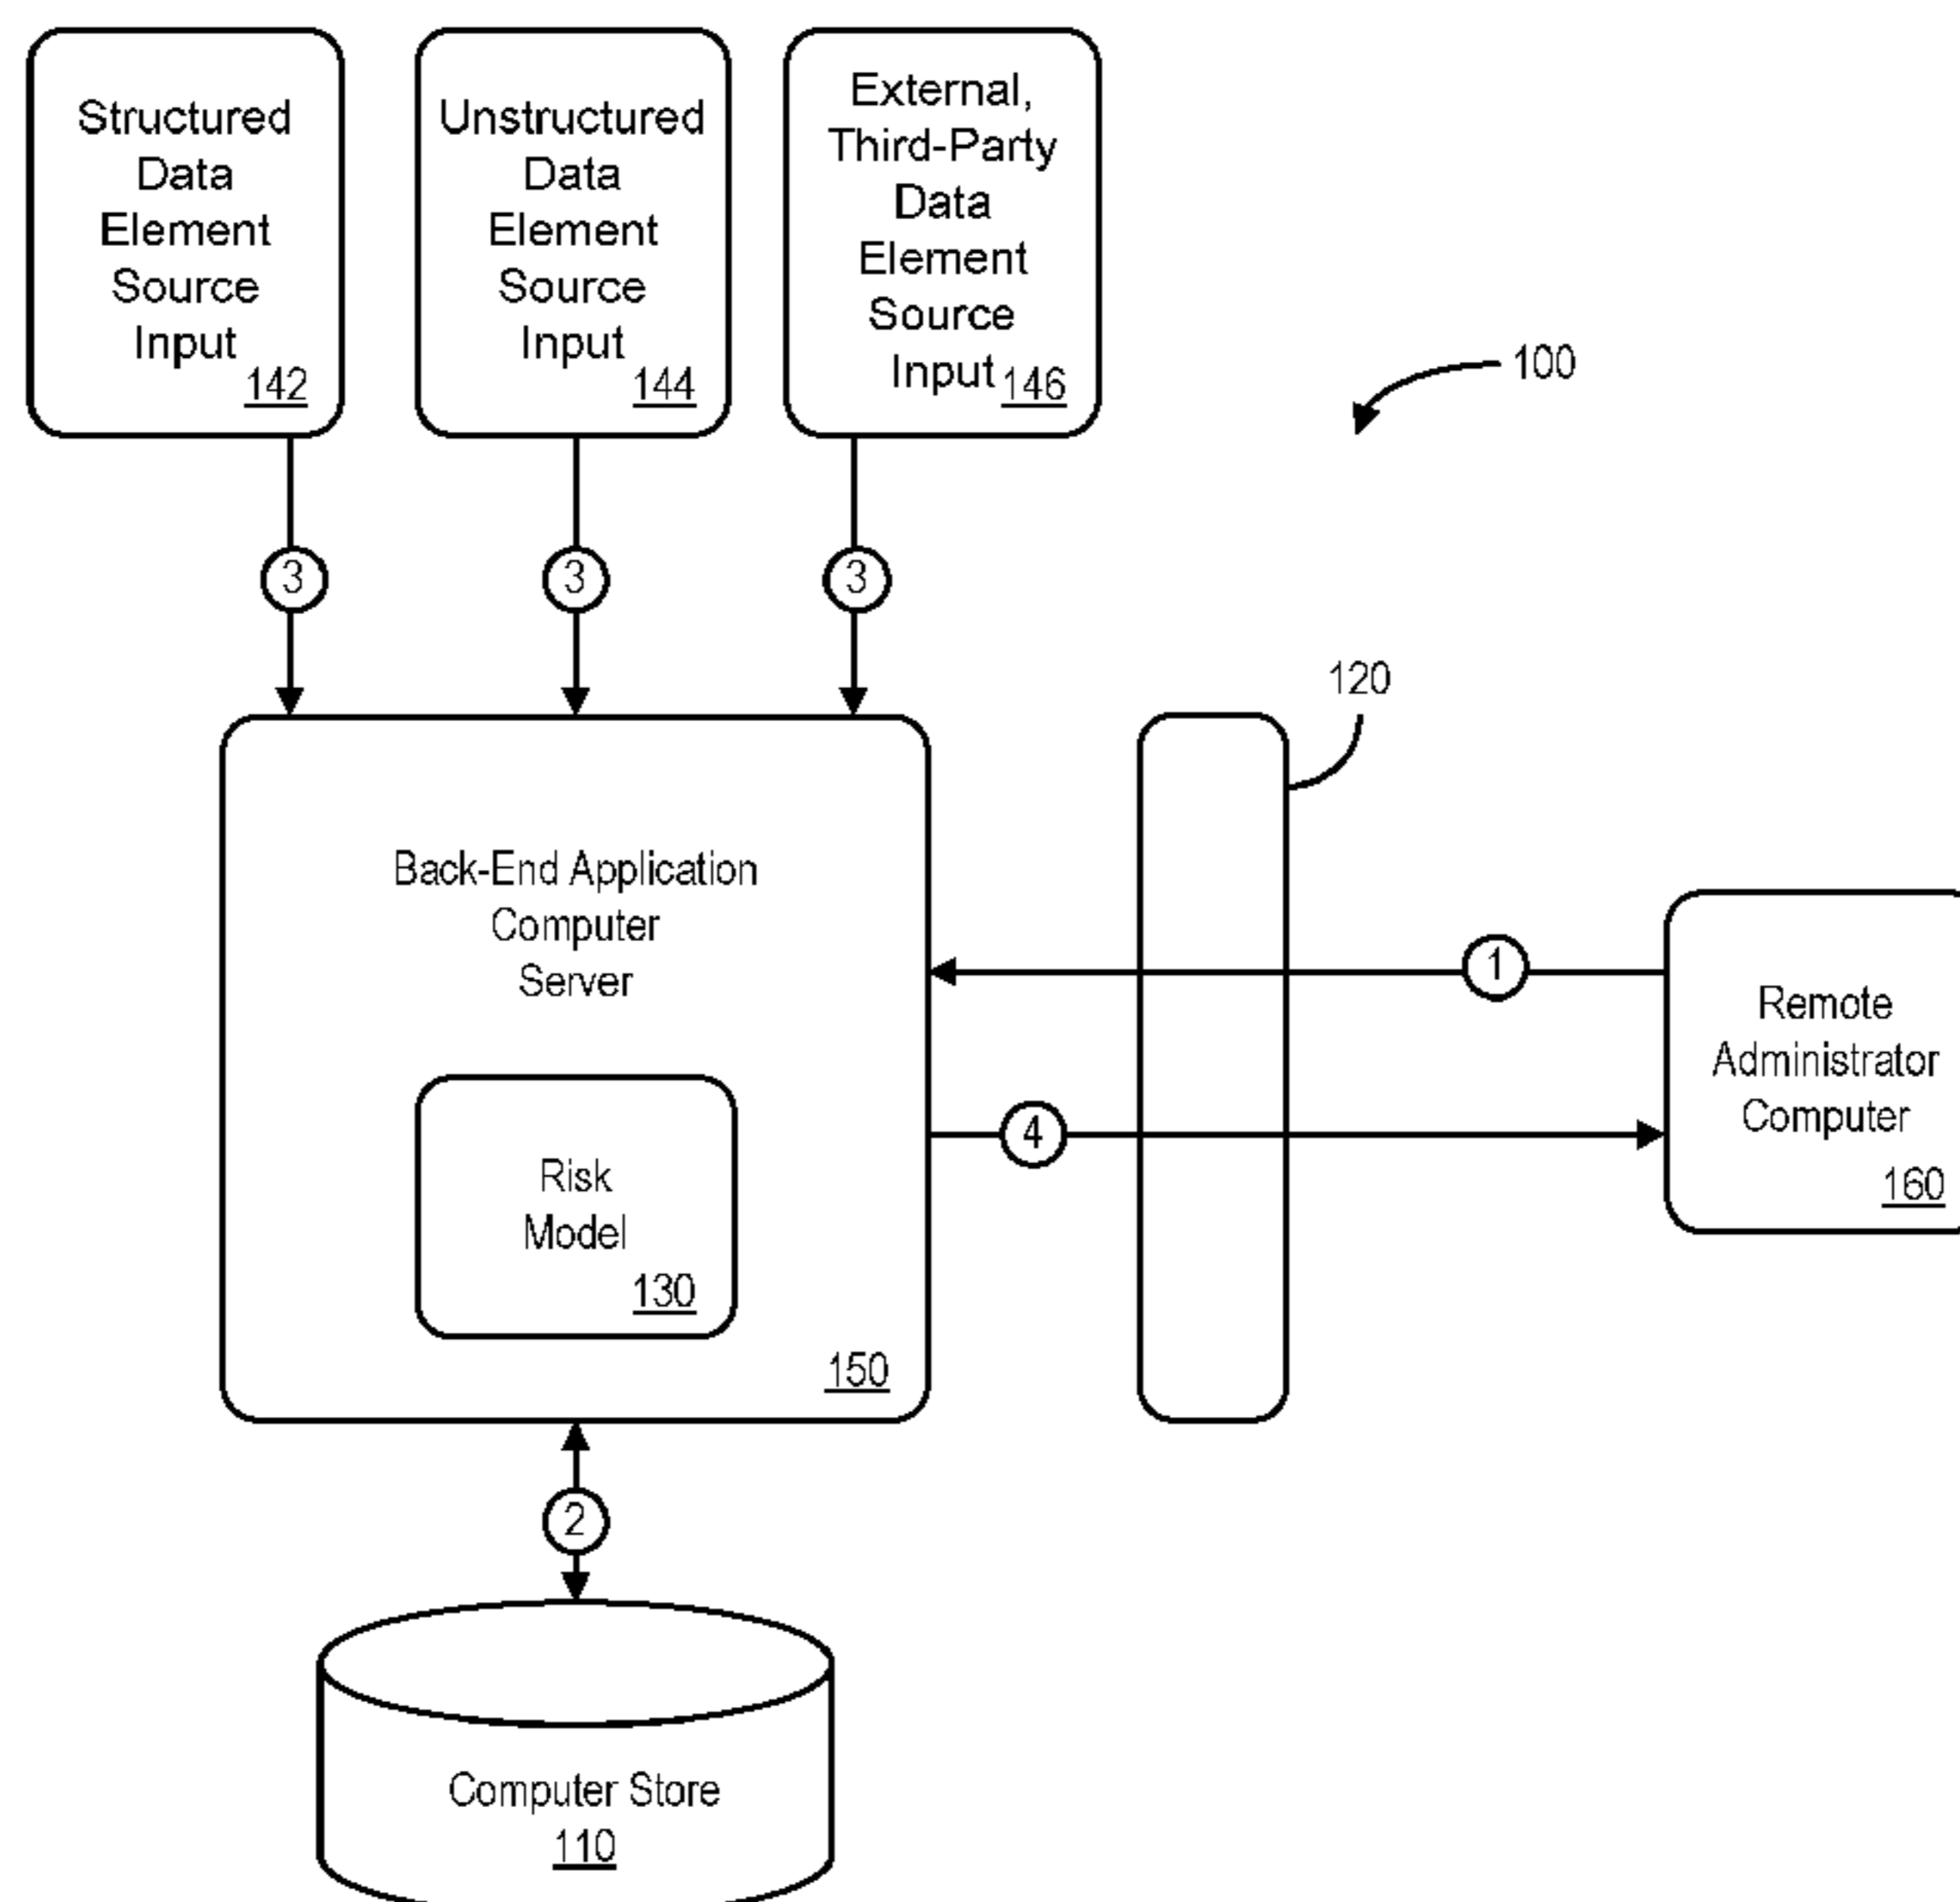 Structured
Data
Element
Source
Input
142
Unstructured
Data
Element
Source
Input
144
External,
Third-Party
Data
Element
Source
Input 146
100
3
3
3
120
Back-End Application
Computer
Server
1
Remote
Administrator
Computer
160
4
Risk
Model
130
150
2
Computer Store
110